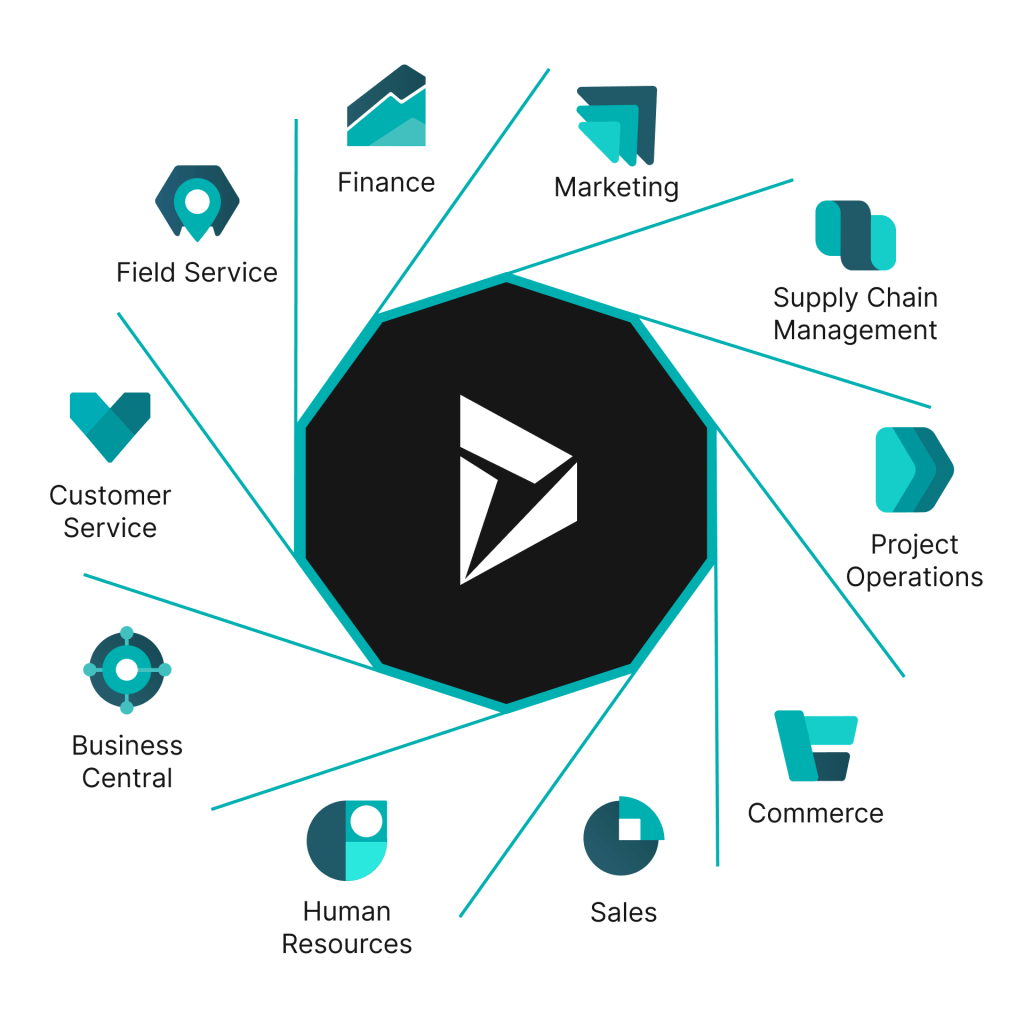 Finance
Marketing
Field Service
Supply Chain
Management
Customer
Service
Project
Operations
Business
Central
Commerce
Human
Resources
Sales